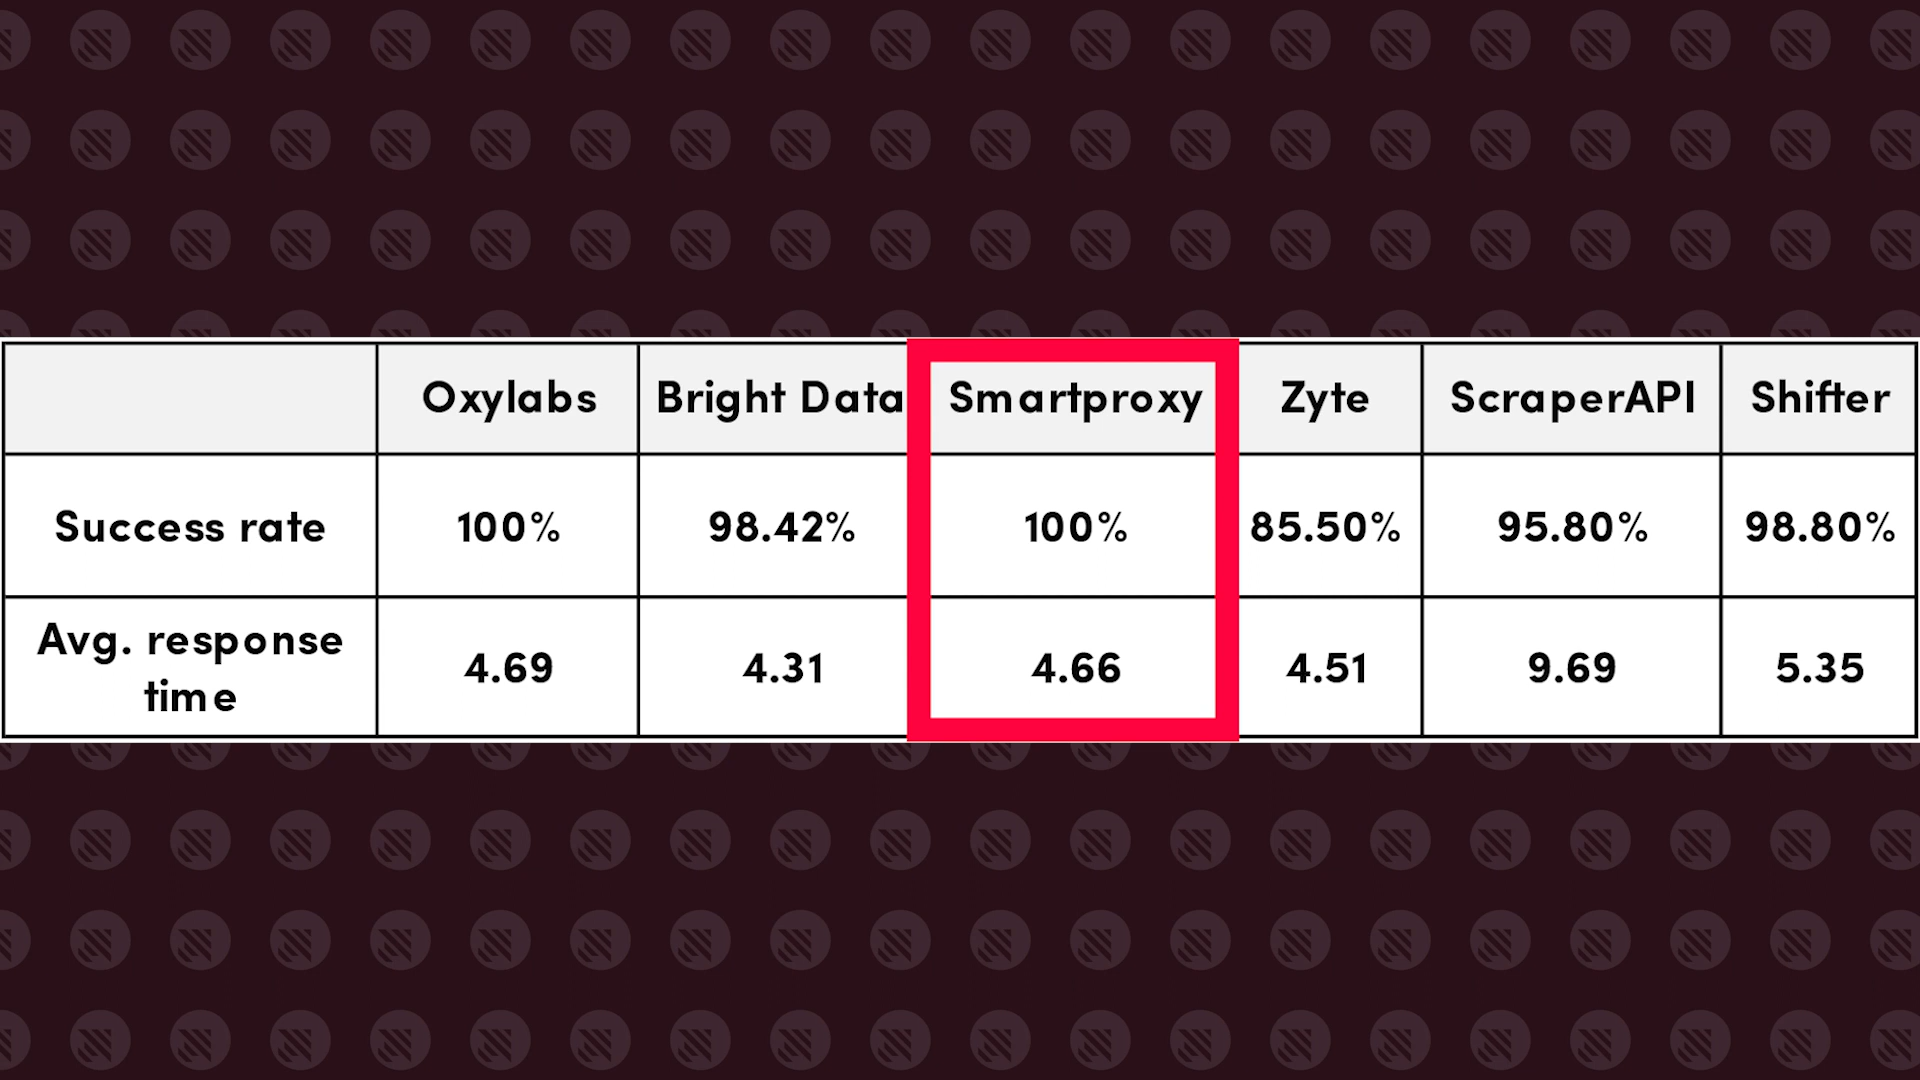 Oxylabs Bright Data Smartproxy Zyte ScraperAPI Shifter
Success rate 100% 98.42% 100% 85.50% 95.80% 98.80%
Avg. response
time 4.69 4.31 4.66 4.51 9.69 5.35